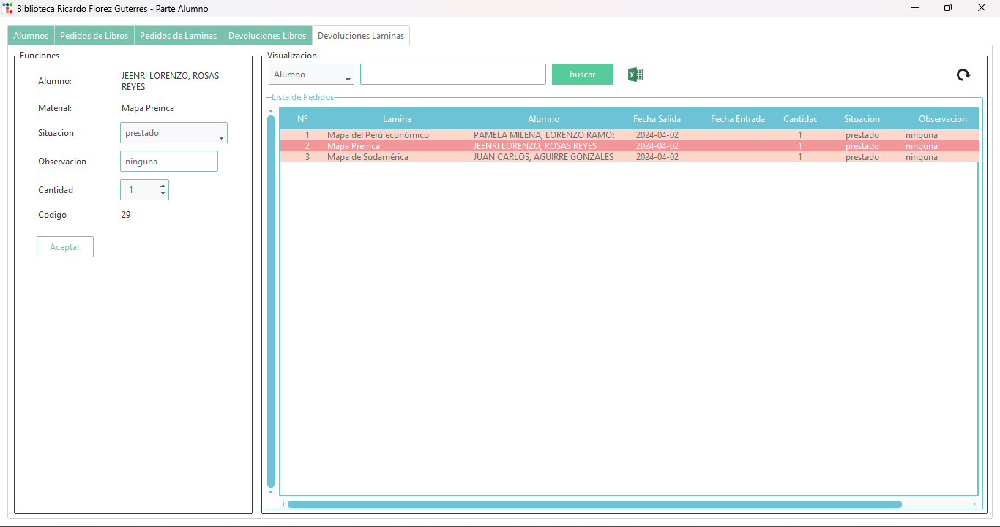 Biblioteca Ricardo Florez Guterres - Parte Alumno
Alumnos
Pedidos de Libros
Pedidos de Laminas
Devoluciones Libros
Devoluciones Laminas
Funciones
Alumno:
JEENRI LORENZO, ROSAS
REYES
Material:
Mapa Preinca
Situacion
prestado
Observacion
ninguna
Cantidad
1
Codigo
29
Aceptar
Visualizacion
Alumno
buscar
Lista de Pedidos
Nº Lamina Alumno Fecha Salida Fecha Entrada Cantidac Situacion Observacion
1 Mapa del Perú económico PAMELA MILENA, LORENZO RAMOS 2024-04-02 1 prestado ninguna
2 Mapa Preinca JEENRI LORENZO, ROSAS REYES 2024-04-02 1 prestado ninguna
3 Mapa de Sudamérica JUAN CARLOS, AGUIRRE GONZALES 2024-04-02 1 prestado ninguna